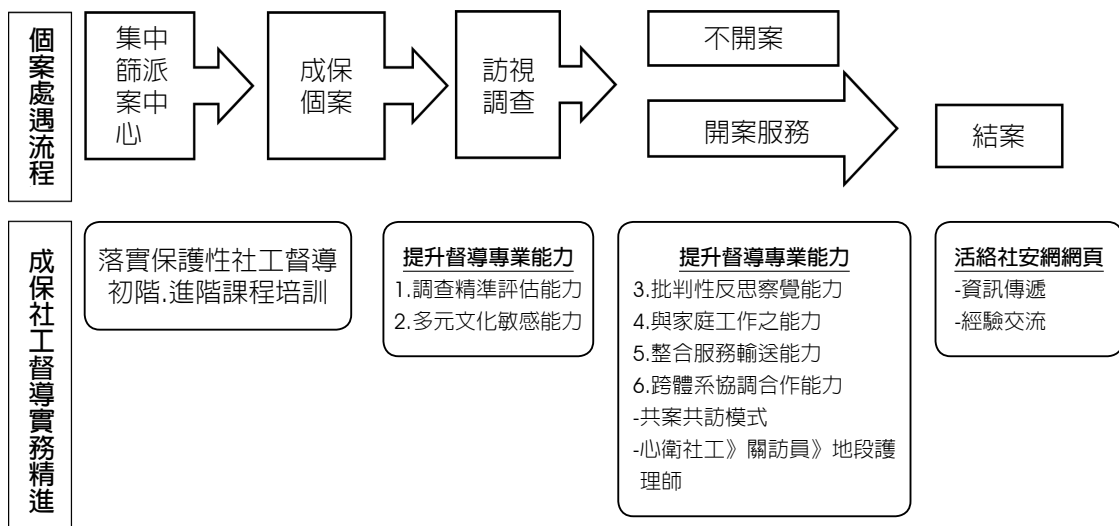 個案處遇流程
集中
篩派
案中
心
成保
個案
訪視
調查
不開案
開案服務
結案
成保社工督導實務精進
落實保護性社工督導
初階.進階課程培訓
提升督導專業能力
1.調查精準評估能力
2.多元文化敏感能力
提升督導專業能力
3.批判性反思察覺能力
4.與家庭工作之能力
5.整合服務輸送能力
6.跨體系協調合作能力
-共案共訪模式
-心衛社工》關訪員》地段護
理師
活絡社安網網頁
-資訊傳遞
-經驗交流